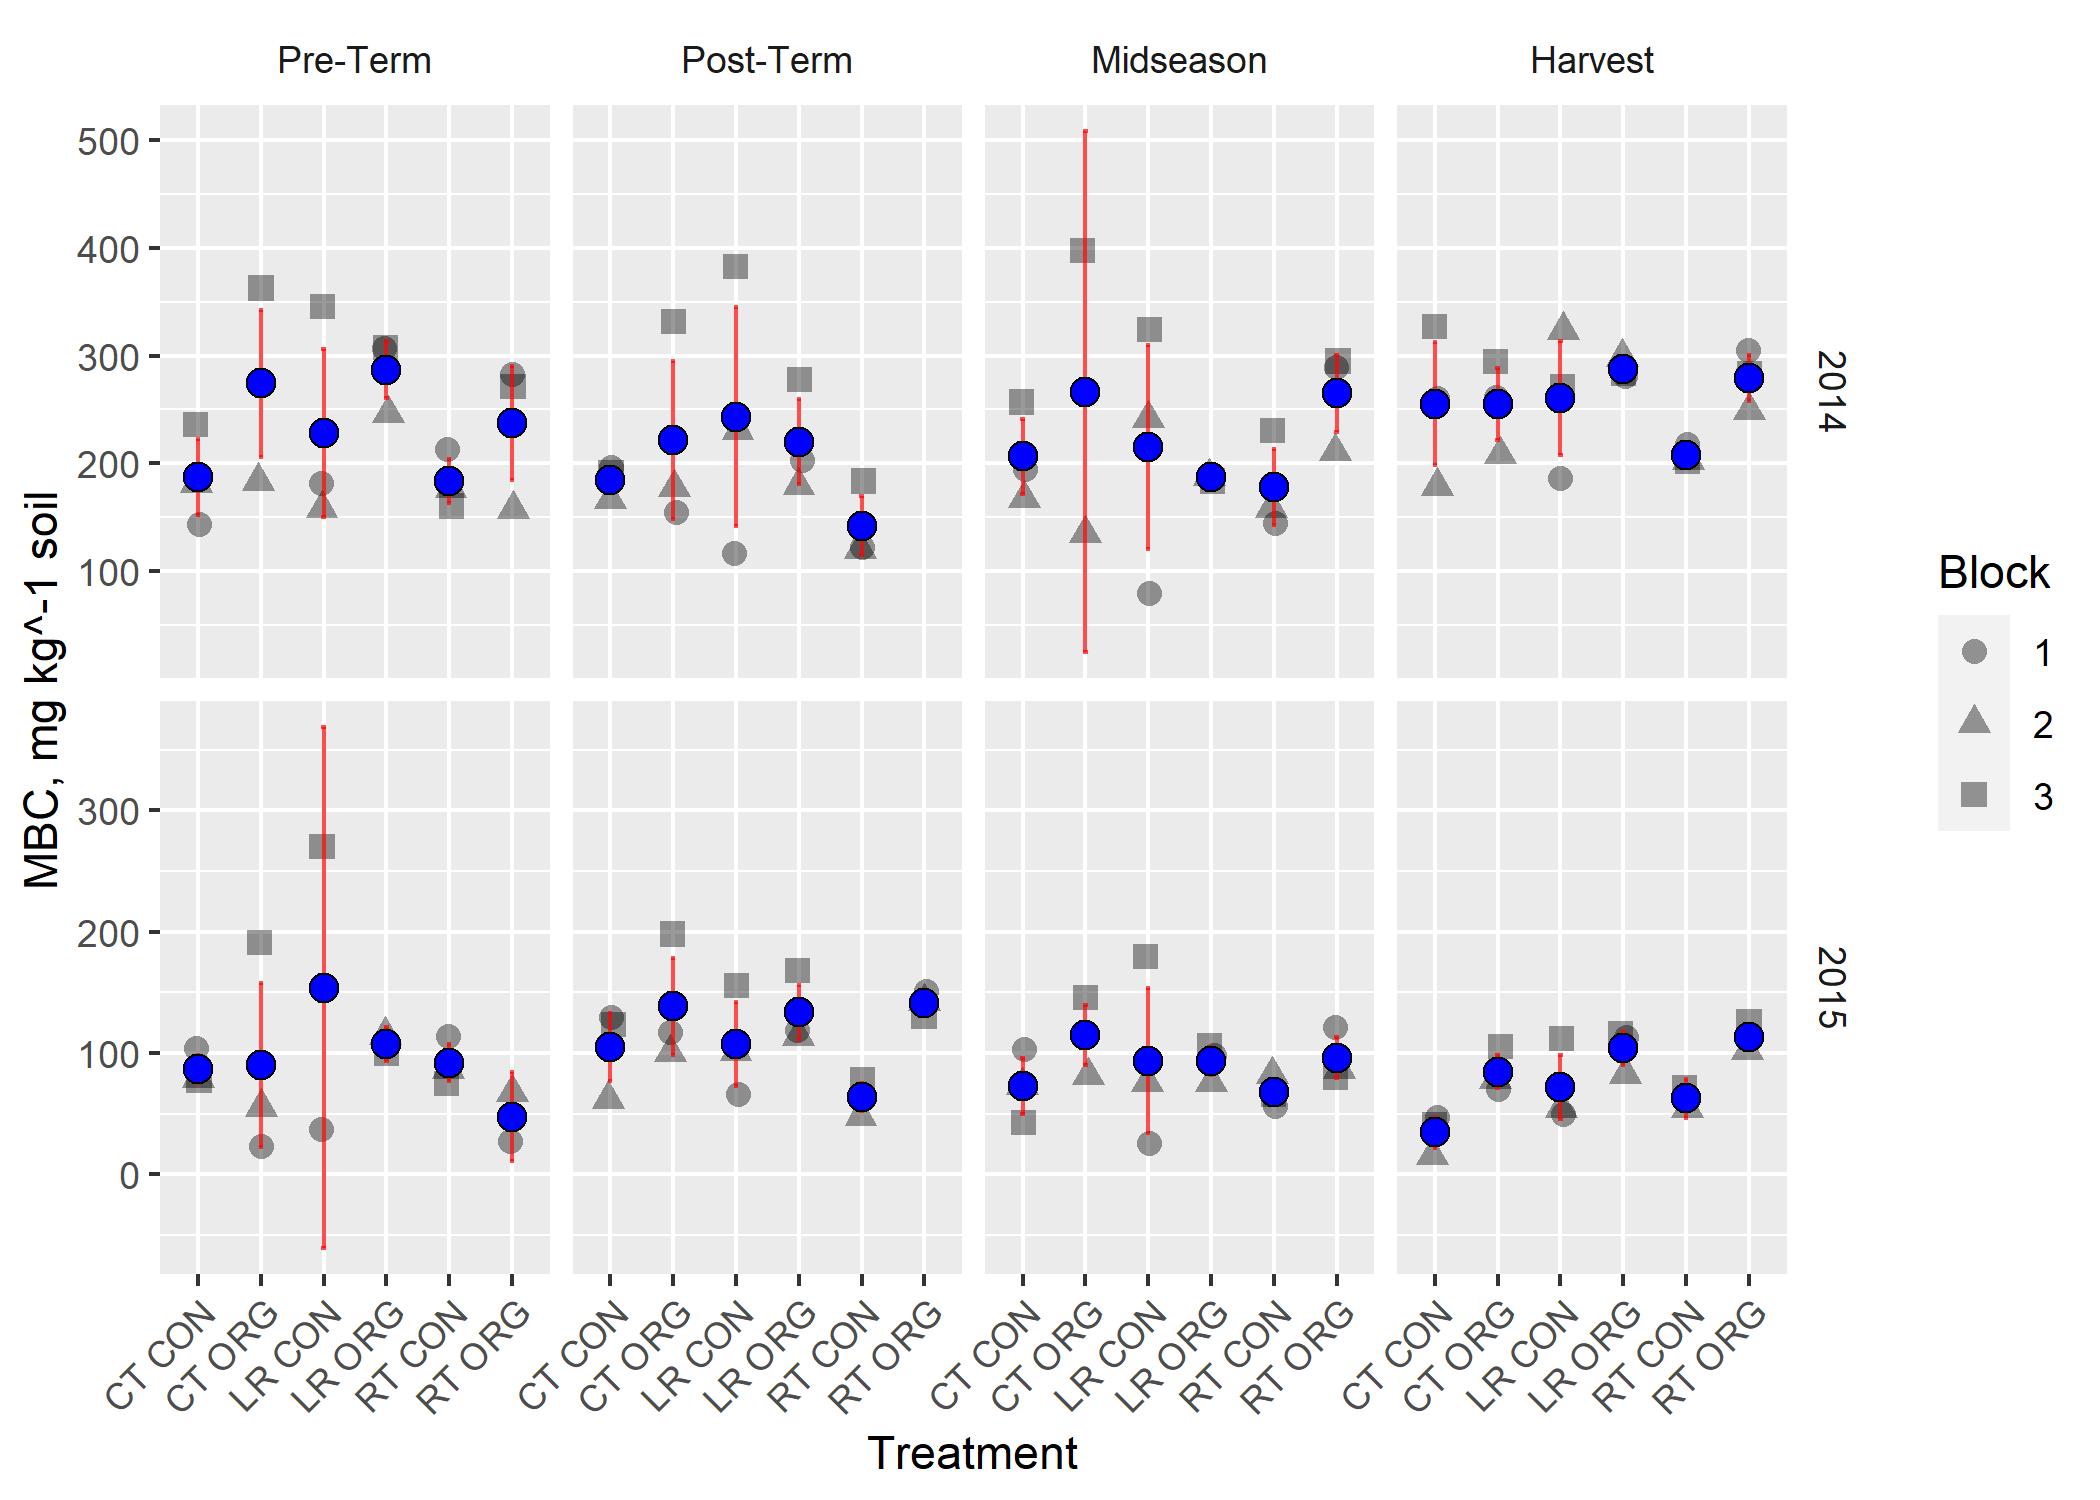 Pre-Term Post-Term Midseason Harvest
500
400
300
200
100
2014
300
200
100
0
2015
MBC, mg kg^-1 soil
CT CON CT ORG LR CON LR ORG RT CON RT ORG CT CON CT ORG LR CON LR ORG RT CON RT ORG CT CON CT ORG LR CON LR ORG RT CON RT ORG CT CON CT ORG LR CON LR ORG RT CON RT ORG
Treatment
Block
1
2
3